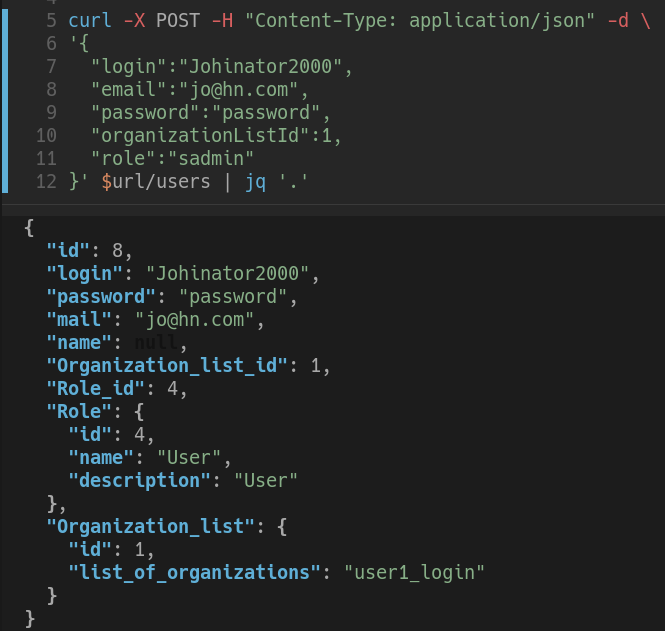 5 curl -X POST -H "Content-Type: application/json" -d \
6 '{
7 "login":"Johinator2000",
8 "email":"jo@hn.com",
9 "password":"password",
10 "organizationListId":1,
11 "role":"sadmin"
12 }' $url/users | jq '.'
{
"id": 8,
"login": "Johinator2000",
"password": "password",
"mail": "jo@hn.com",
"name": null,
"Organization_list_id": 1,
"Role_id": 4,
"Role": {
"id": 4,
"name": "User",
"description": "User"
},
"Organization_list": {
"id": 1,
"list_of_organizations": "user1_login"
}
}